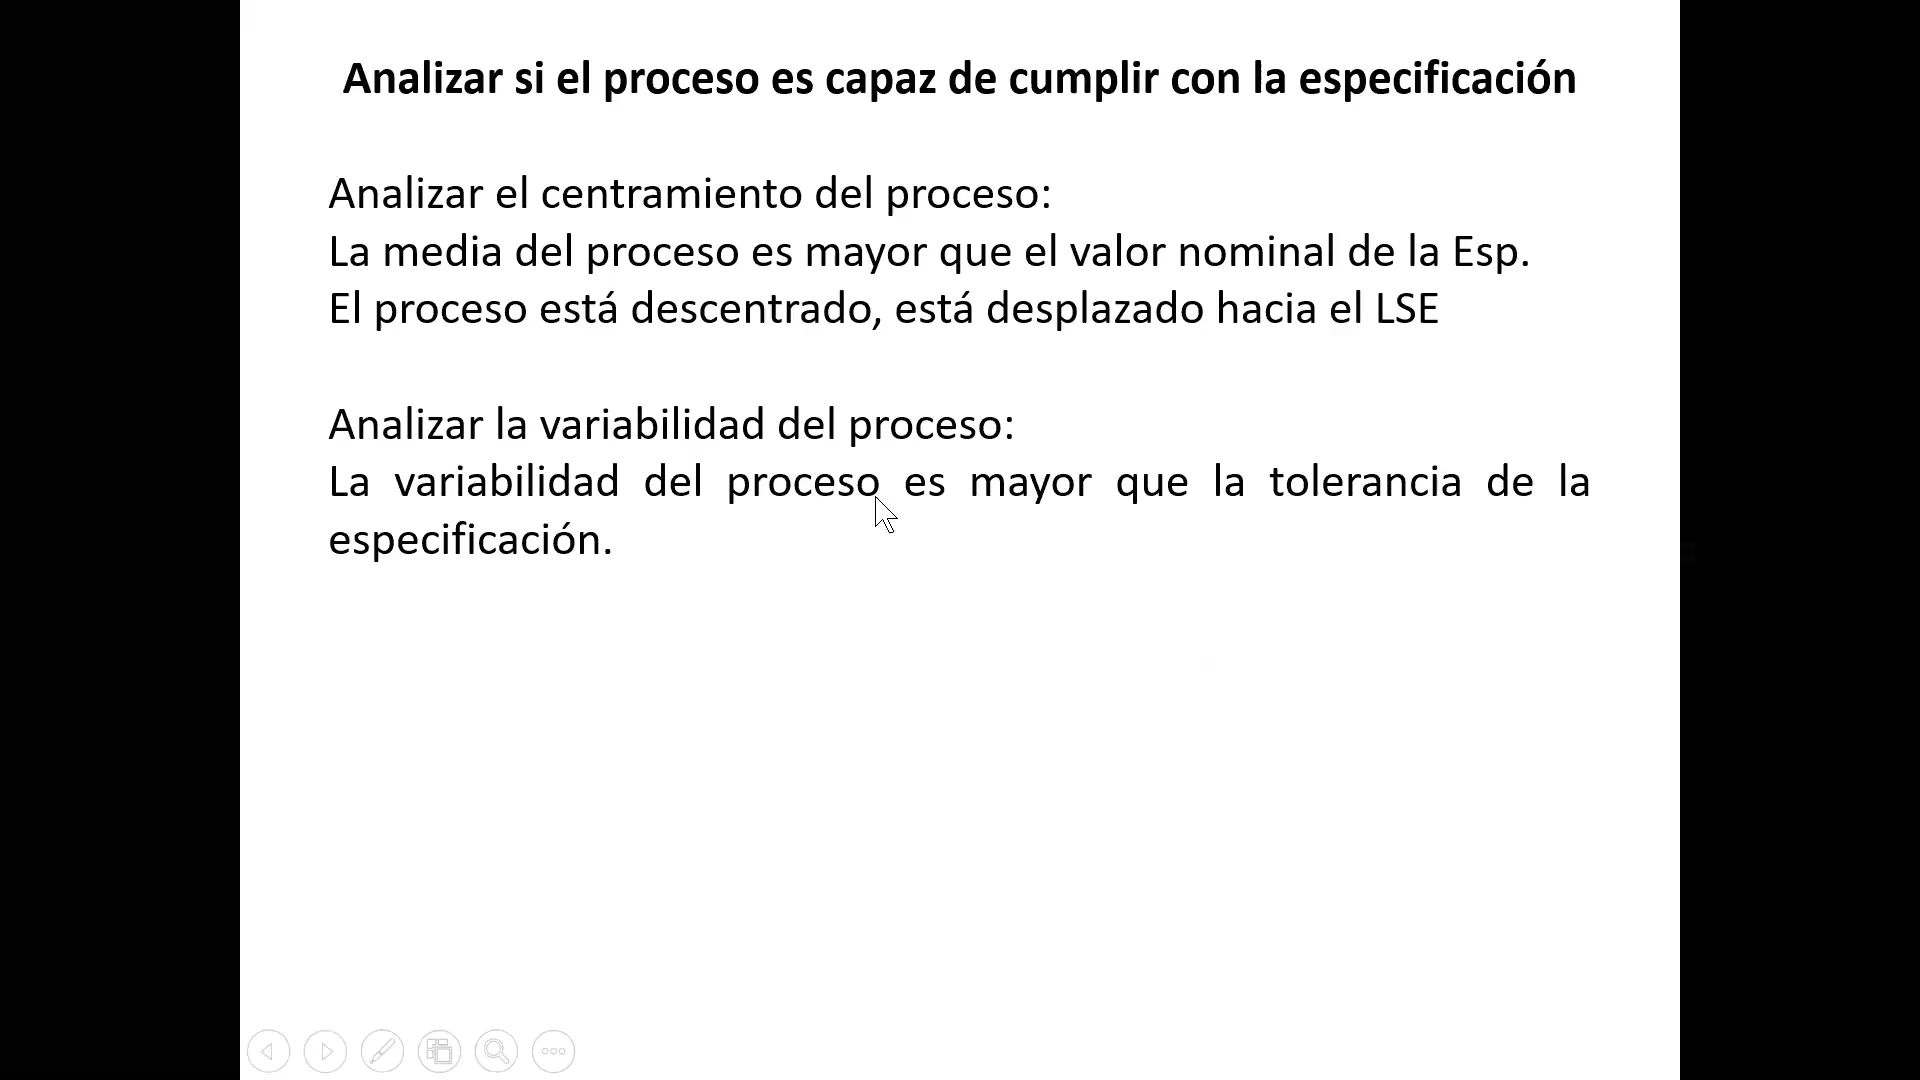 Analizar si el proceso es capaz de cumplir con la especificación
Analizar el centramiento del proceso:
La media del proceso es mayor que el valor nominal de la Esp.
El proceso está descentrado, está desplazado hacia el LSE
Analizar la variabilidad del proceso:
La variabilidad del proceso es mayor que la tolerancia de la
especificación.